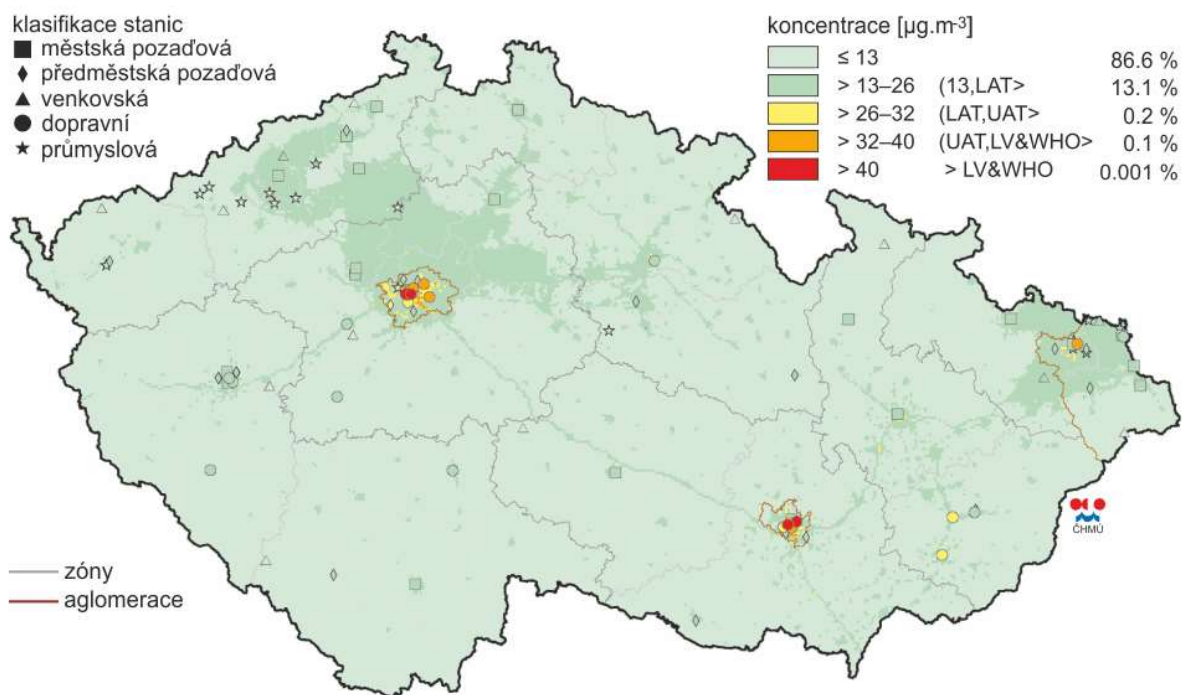 klasifikace stanic
městská pozaďová
předměstská pozaďová
venkovská
dopravní
průmyslová
koncentrace [µg.m⁻³]
≤ 13 86.6 %
> 13–26 (13,LAT> 13.1 %
> 26–32 (LAT,UAT> 0.2 %
> 32–40 (UAT,LV&WHO> 0.1 %
> 40 > LV&WHO 0.001 %
ČHMÚ
zóny
aglomerace